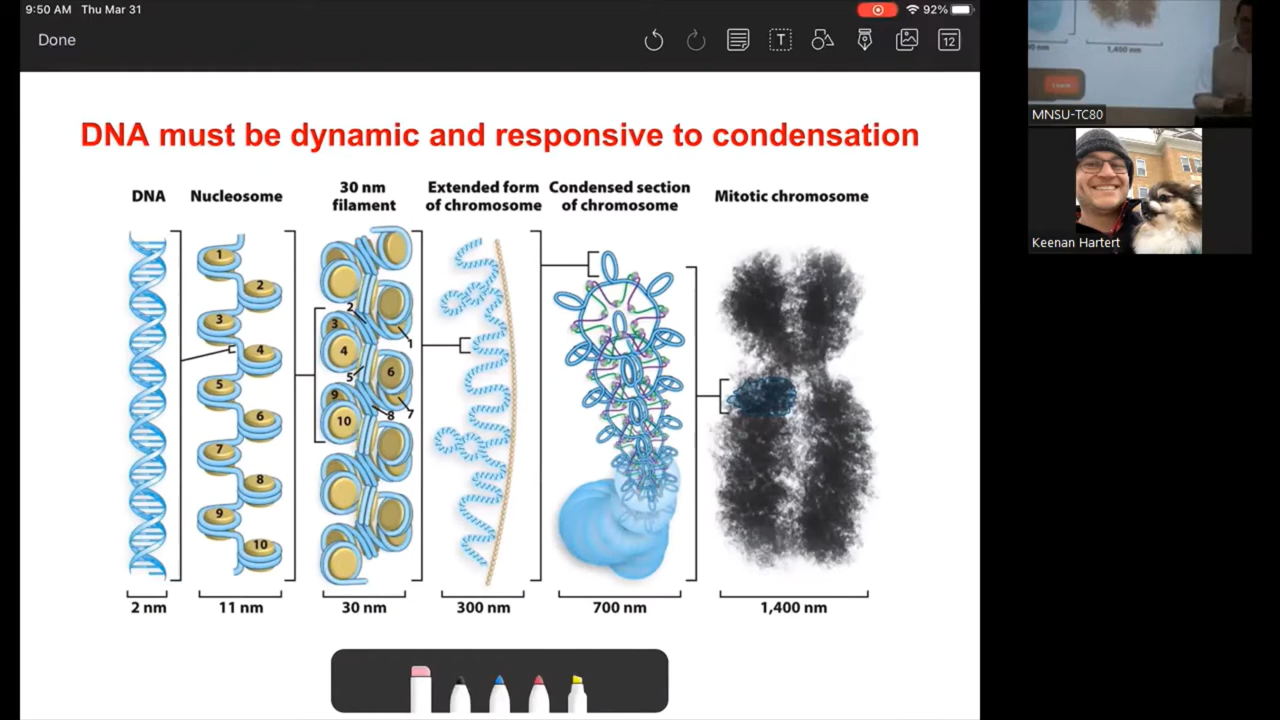 9:50 AM Thu Mar 31
92%
Done
T
12
DNA must be dynamic and responsive to condensation
DNA
Nucleosome
30 nm
filament
Extended form
of chromosome
Condensed section
of chromosome
Mitotic chromosome
1
2
3
4
5
6
7
8
9
10
2
3
1
4
5
6
9
7
8
10
2 nm
11 nm
30 nm
300 nm
700 nm
1,400 nm
1,400 nm
MNSU-TC80
Keenan Hartert